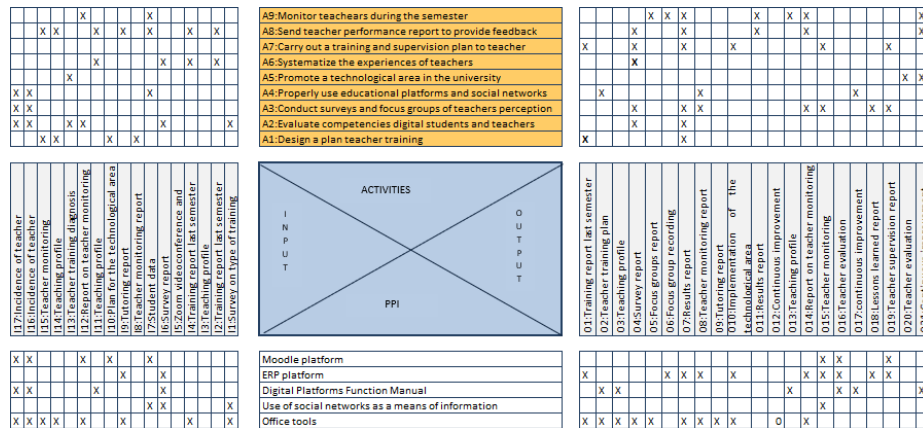 A9:Monitor teachears during the semester
A8:Send teacher performance report to provide feedback
A7:Carry out a training and supervision plan to teacher
A6:Systematize the experiences of teachers
A5:Promote a technological area in the university
A4:Properly use educational platforms and social networks
A3:Conduct surveys and focus groups of teachers perception
A2:Evaluate competencies digital students and teachers
A1:Design a plan teacher training
I17:Incidence of teacher
I16:Incidence of teacher
I15:Teacher monitoring
I14:Teaching profile
I13:Teacher training diagnosis
I12:Report on teacher monitoring
I11:Teaching profile
I10:Plan for the technological area
I9:Tutoring report
I8:Teacher monitoring report
I7:Student data
I6:Survey report
I5:Zoom videoconference and
I4:Training report last semester
I3:Teaching profile
I2:Training report last semester
I1:Survey on type of training
ACTIVITIES
INPUT
OUTPUT
PPI
O1:Training report last semester
O2:Teacher training plan
O3:Teaching profile
O4:Survey report
O5:Focus groups report
O6:Focus group recording
O7:Results report
O8:Teacher monitoring report
O9:Tutoring report
O10:Implementation of the
technological area
O11:Results report
O12:Continuous improvement
O13:Teaching profile
O14:Report on teacher monitoring
O15:Teacher monitoring
O16:Teacher evaluation
O17:continuous improvement
O18:Lessons learned report
O19:Teacher supervision report
O20:Teacher evaluation
Moodle platform
ERP platform
Digital Platforms Function Manual
Use of social networks as a means of information
Office tools